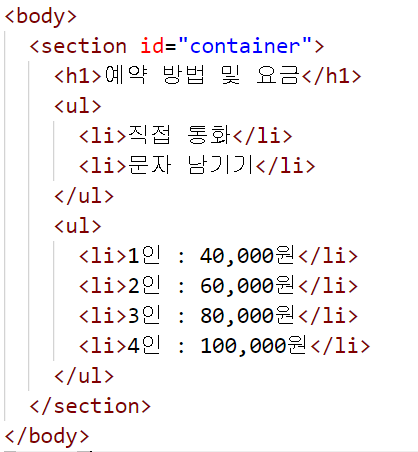 <body>
<section id="container">
<h1>예약 방법 및 요금</h1>
<ul>
<li>직접 통화</li>
<li>문자 남기기</li>
</ul>
<ul>
<li>1인 : 40,000원</li>
<li>2인 : 60,000원</li>
<li>3인 : 80,000원</li>
<li>4인 : 100,000원</li>
</ul>
</section>
</body>